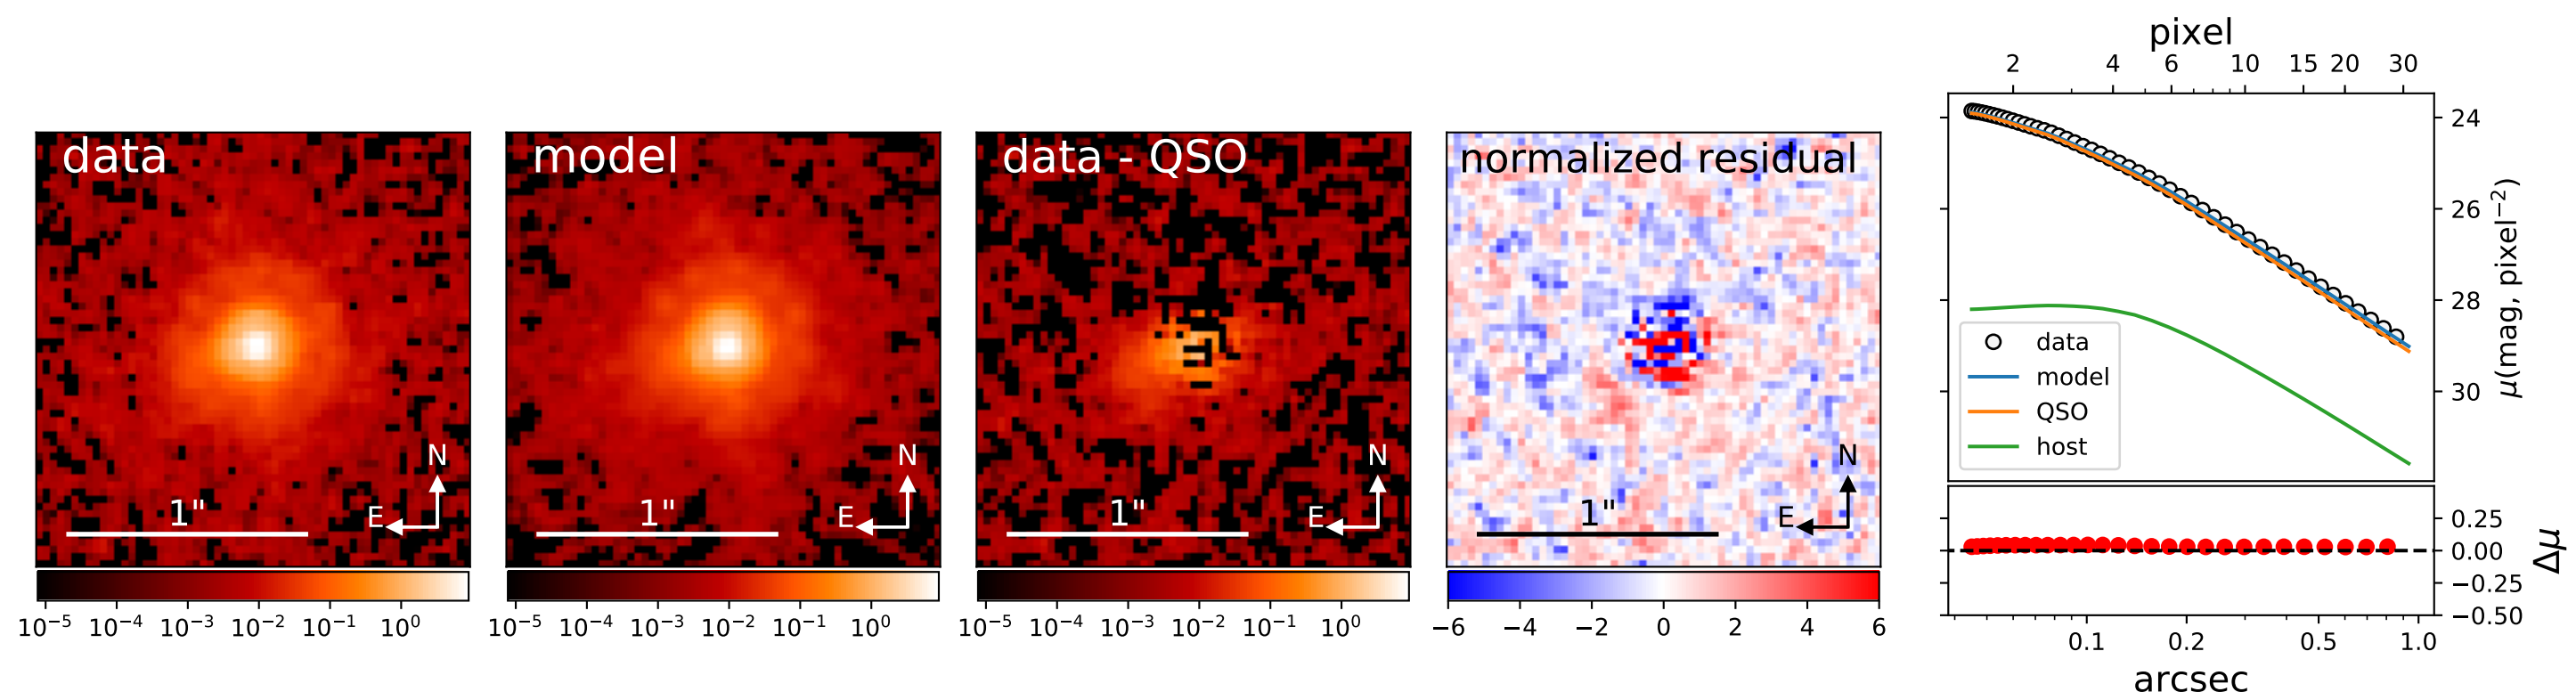 data
N
E
1"
10⁻⁵ 10⁻⁴ 10⁻³ 10⁻² 10⁻¹ 10⁰
model
N
E
1"
10⁻⁵ 10⁻⁴ 10⁻³ 10⁻² 10⁻¹ 10⁰
data - QSO
N
E
1"
10⁻⁵ 10⁻⁴ 10⁻³ 10⁻² 10⁻¹ 10⁰
normalized residual
N
E
1"
−6 −4 −2 0 2 4 6
pixel
2 4 6 10 15 20 30
24
26
28
30
μ(mag, pixel⁻²)
data
model
QSO
host
0.25
0.00
−0.25
−0.50
Δμ
0.1 0.2 0.5 1.0
arcsec